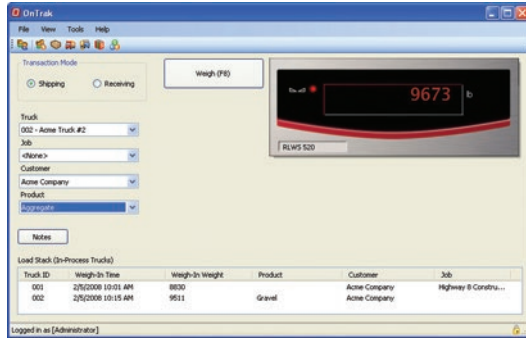 OnTrak
File View Tools Help
Transaction Mode
Shipping Receiving
Weigh (F8)
9673 lb
RLWS 520
Truck
002 - Acme Truck #2
Job
<None>
Customer
Acme Company
Product
Aggregate
Notes
Load Stack (In-Process Trucks)
Truck ID Weigh-In Time Weigh-In Weight Product Customer Job
001 2/5/2008 10:01 AM 8830 Acme Company Highway 8 Constru...
002 2/5/2008 10:15 AM 9511 Gravel Acme Company
Logged in as [Administrator]